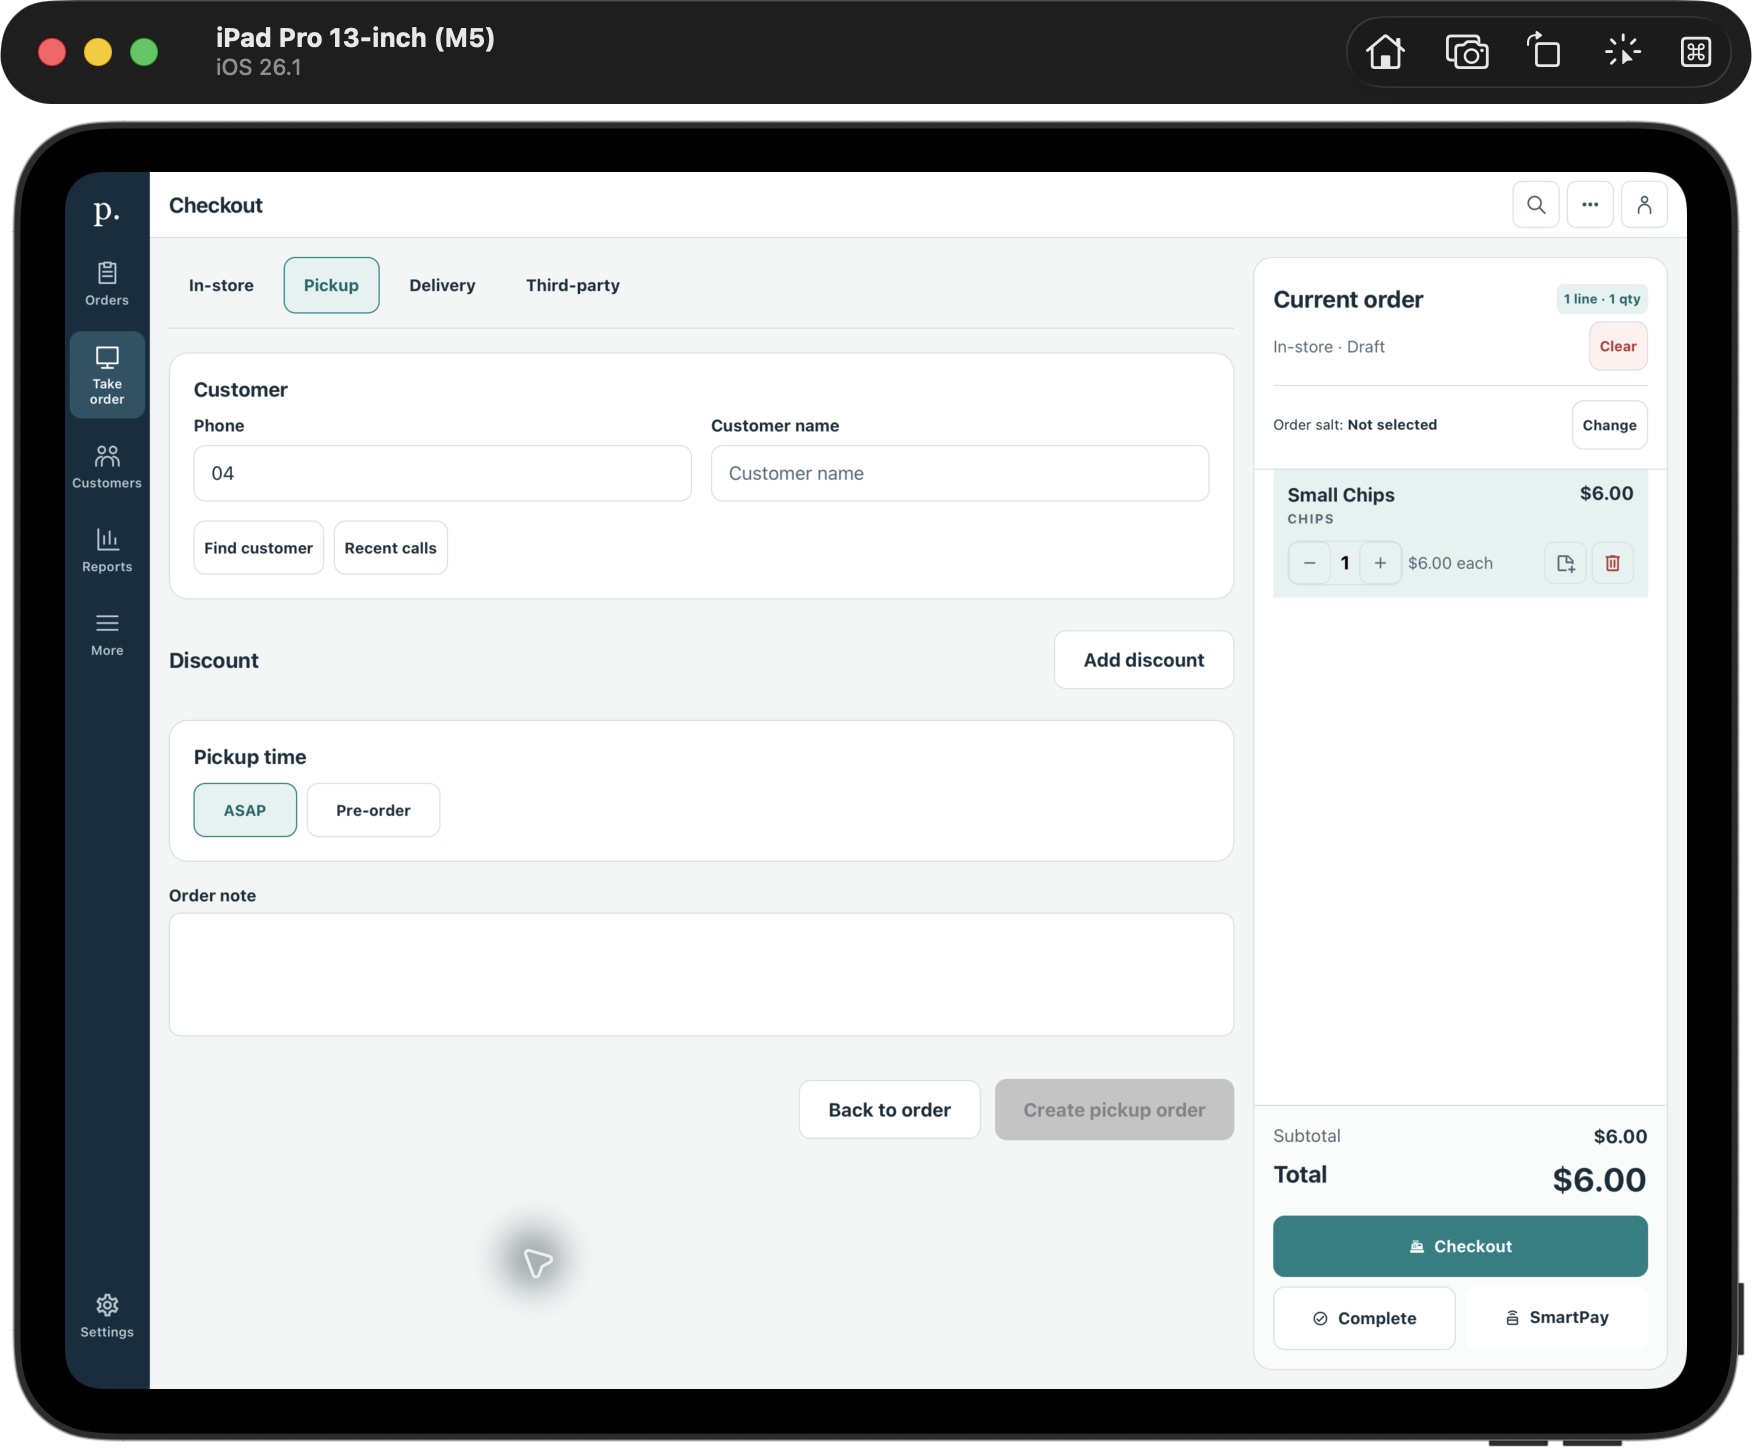 iPad Pro 13-inch (M5)
iOS 26.1
p.
Orders
Take
order
Customers
Reports
More
Settings
Checkout
In-store
Pickup
Delivery
Third-party
Customer
Phone
Customer name
04
Customer name
Find customer
Recent calls
Discount
Add discount
Pickup time
ASAP
Pre-order
Order note
Back to order
Create pickup order
Current order
1 line · 1 qty
In-store · Draft
Clear
Order salt: Not selected
Change
Small Chips
$6.00
CHIPS
1
$6.00 each
Subtotal
$6.00
Total
$6.00
Checkout
Complete
SmartPay